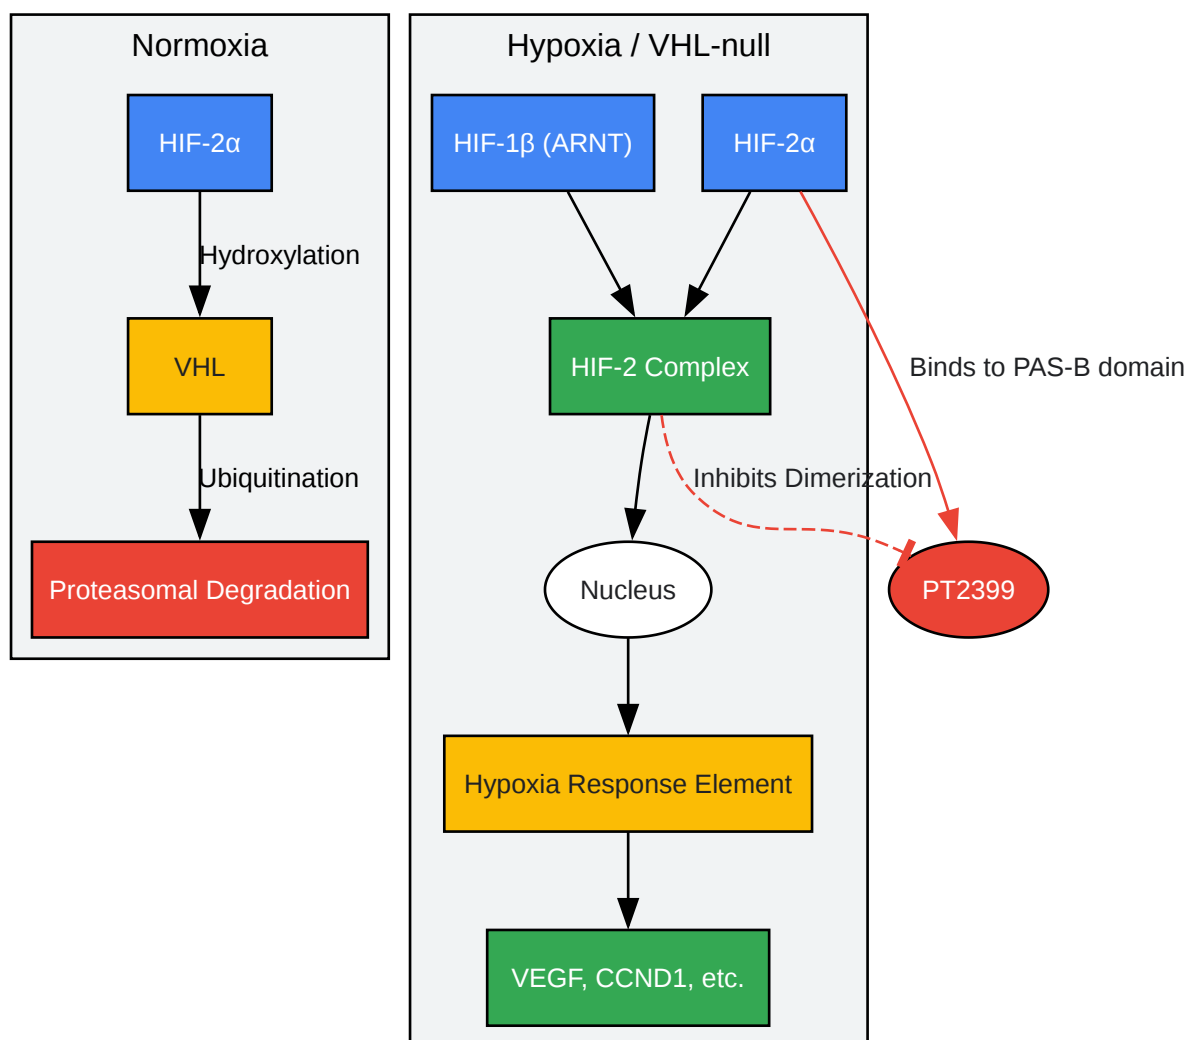 Normoxia
HIF-2α
Hydroxylation
VHL
Ubiquitination
Proteasomal Degradation
Hypoxia / VHL-null
HIF-1β (ARNT)
HIF-2α
HIF-2 Complex
Binds to PAS-B domain
Inhibits Dimerization
Nucleus
PT2399
Hypoxia Response Element
VEGF, CCND1, etc.